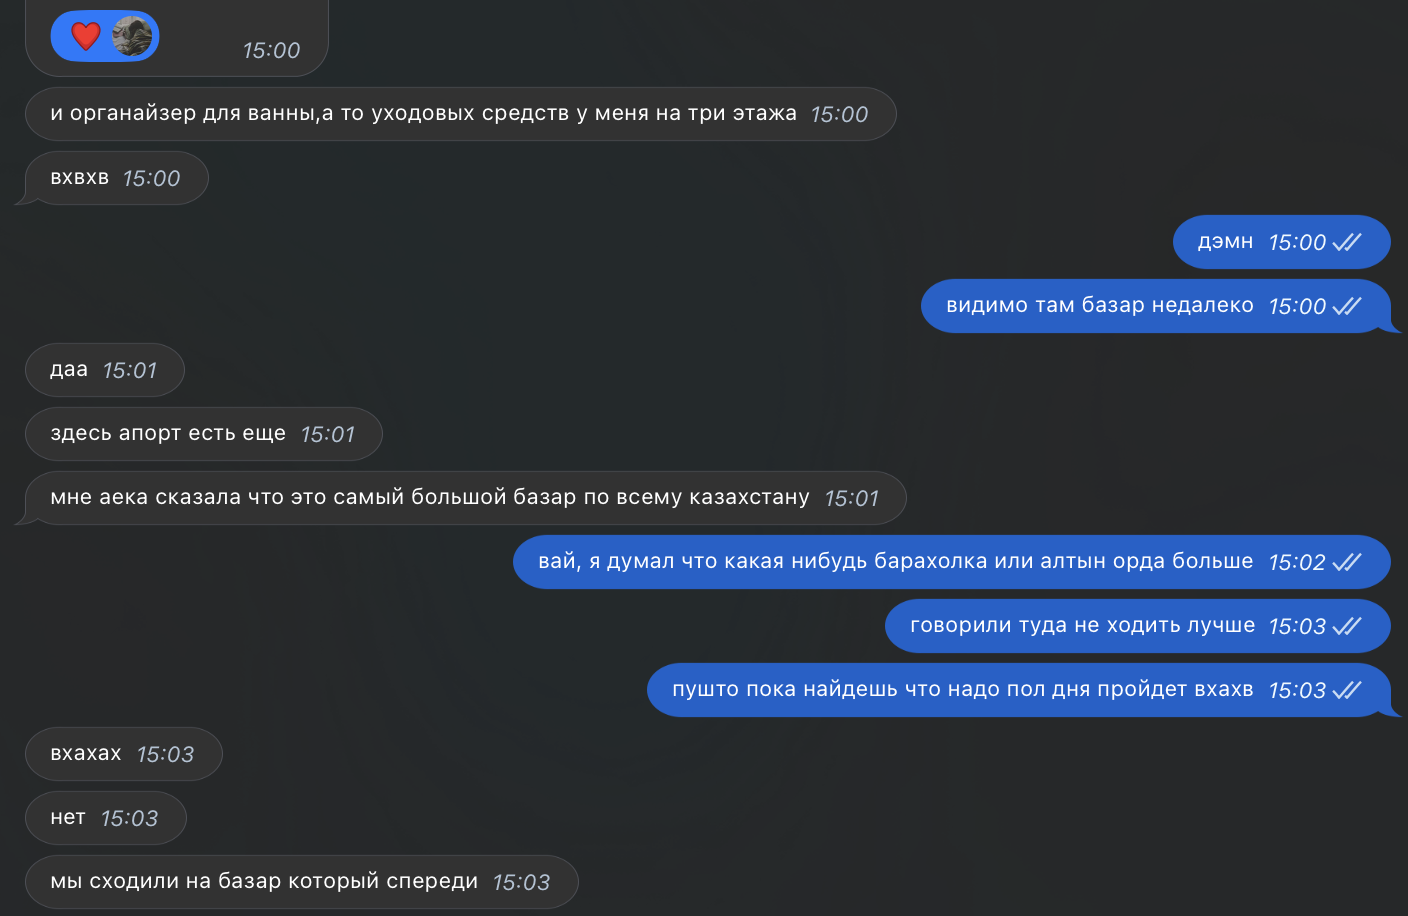 15:00
и органайзер для ванны,а то уходовых средств у меня на три этажа 15:00
вхвхв 15:00
дэмн 15:00
видимо там базар недалеко 15:00
даа 15:01
здесь апорт есть еще 15:01
мне аека сказала что это самый большой базар по всему казахстану 15:01
вай, я думал что какая нибудь барахолка или алтын орда больше 15:02
говорили туда не ходить лучше 15:03
пушто пока найдешь что надо пол дня пройдет вхахв 15:03
вхахах 15:03
нет 15:03
мы сходили на базар который спереди 15:03